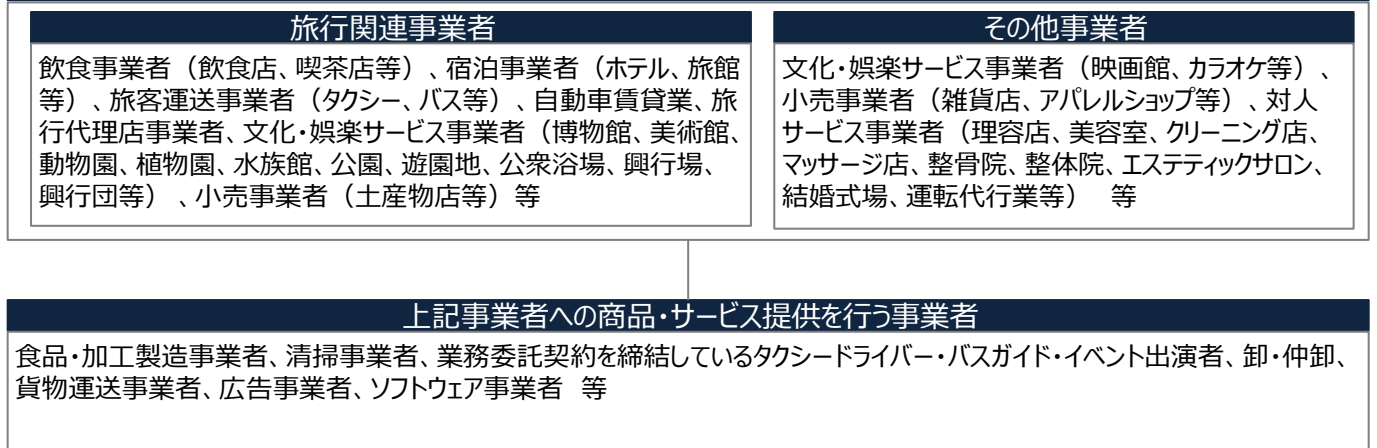 旅行関連事業者
飲食事業者（飲食店、喫茶店等）、宿泊事業者（ホテル、旅館
等）、旅客運送事業者（タクシー、バス等）、自動車賃貸業、旅
行代理店事業者、文化・娯楽サービス事業者（博物館、美術館、
動物園、植物園、水族館、公園、遊園地、公衆浴場、興行場、
興行団等）、小売事業者（土産物店等）等
その他事業者
文化・娯楽サービス事業者（映画館、カラオケ等）、
小売事業者（雑貨店、アパレルショップ等）、対人
サービス事業者（理容店、美容室、クリーニング店、
マッサージ店、整骨院、整体院、エステティックサロン、
結婚式場、運転代行業等）　等
上記事業者への商品・サービス提供を行う事業者
食品・加工製造事業者、清掃事業者、業務委託契約を締結しているタクシードライバー・バスガイド・イベント出演者、卸・仲卸、
貨物運送事業者、広告事業者、ソフトウェア事業者　等